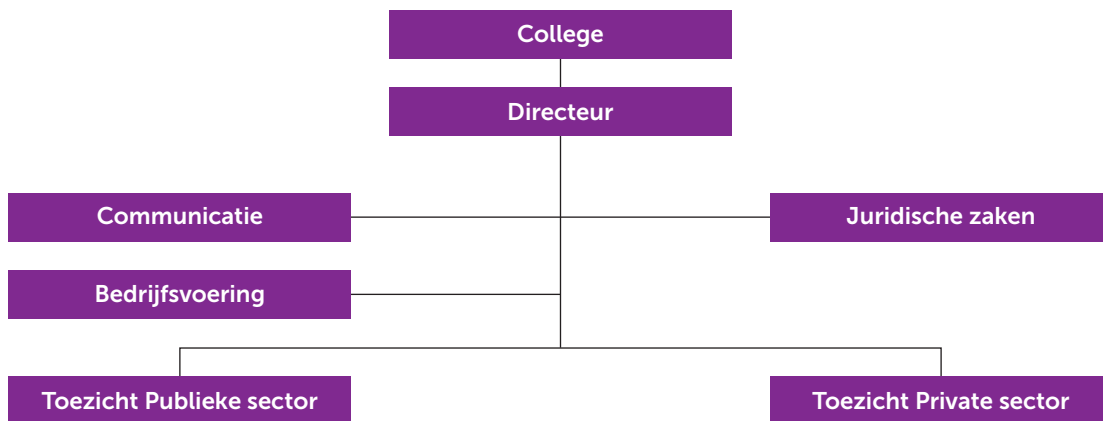 College
Directeur
Communicatie
Juridische zaken
Bedrijfsvoering
Toezicht Publieke sector
Toezicht Private sector